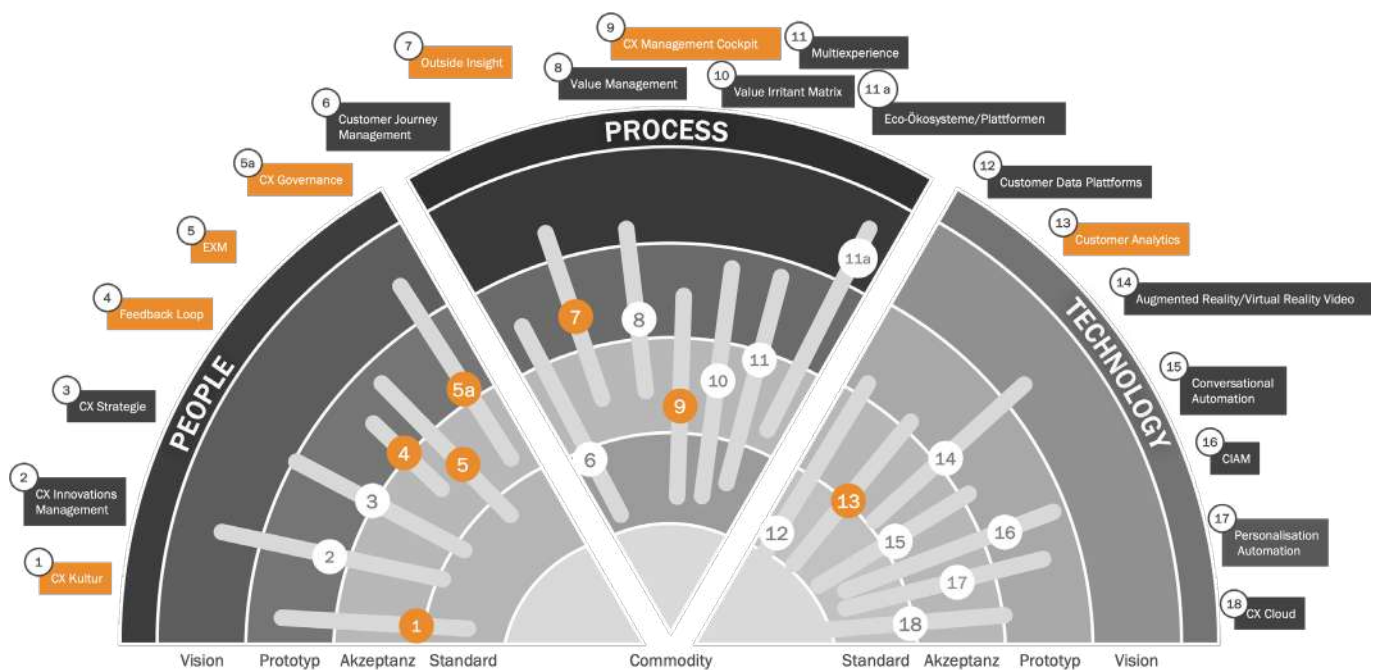 1
CX Kultur
2
CX Innovations
Management
3
CX Strategie
4
Feedback Loop
5
EXM
5a
CX Governance
6
Customer Journey
Management
7
Outside Insight
8
Value Management
9
CX Management Cockpit
10
Value Irritant Matrix
11
Multiexperience
11 a
Eco-Ökosysteme/Plattformen
12
Customer Data Plattforms
13
Customer Analytics
14
Augmented Reality/Virtual Reality Video
15
Conversational
Automation
16
CIAM
17
Personalisation
Automation
18
CX Cloud
PEOPLE
1
2
3
4
5
5a
PROCESS
6
7
8
9
10
11
11a
TECHNOLOGY
12
13
14
15
16
17
18
Vision
Prototyp
Akzeptanz
Standard
Commodity
Standard
Akzeptanz
Prototyp
Vision